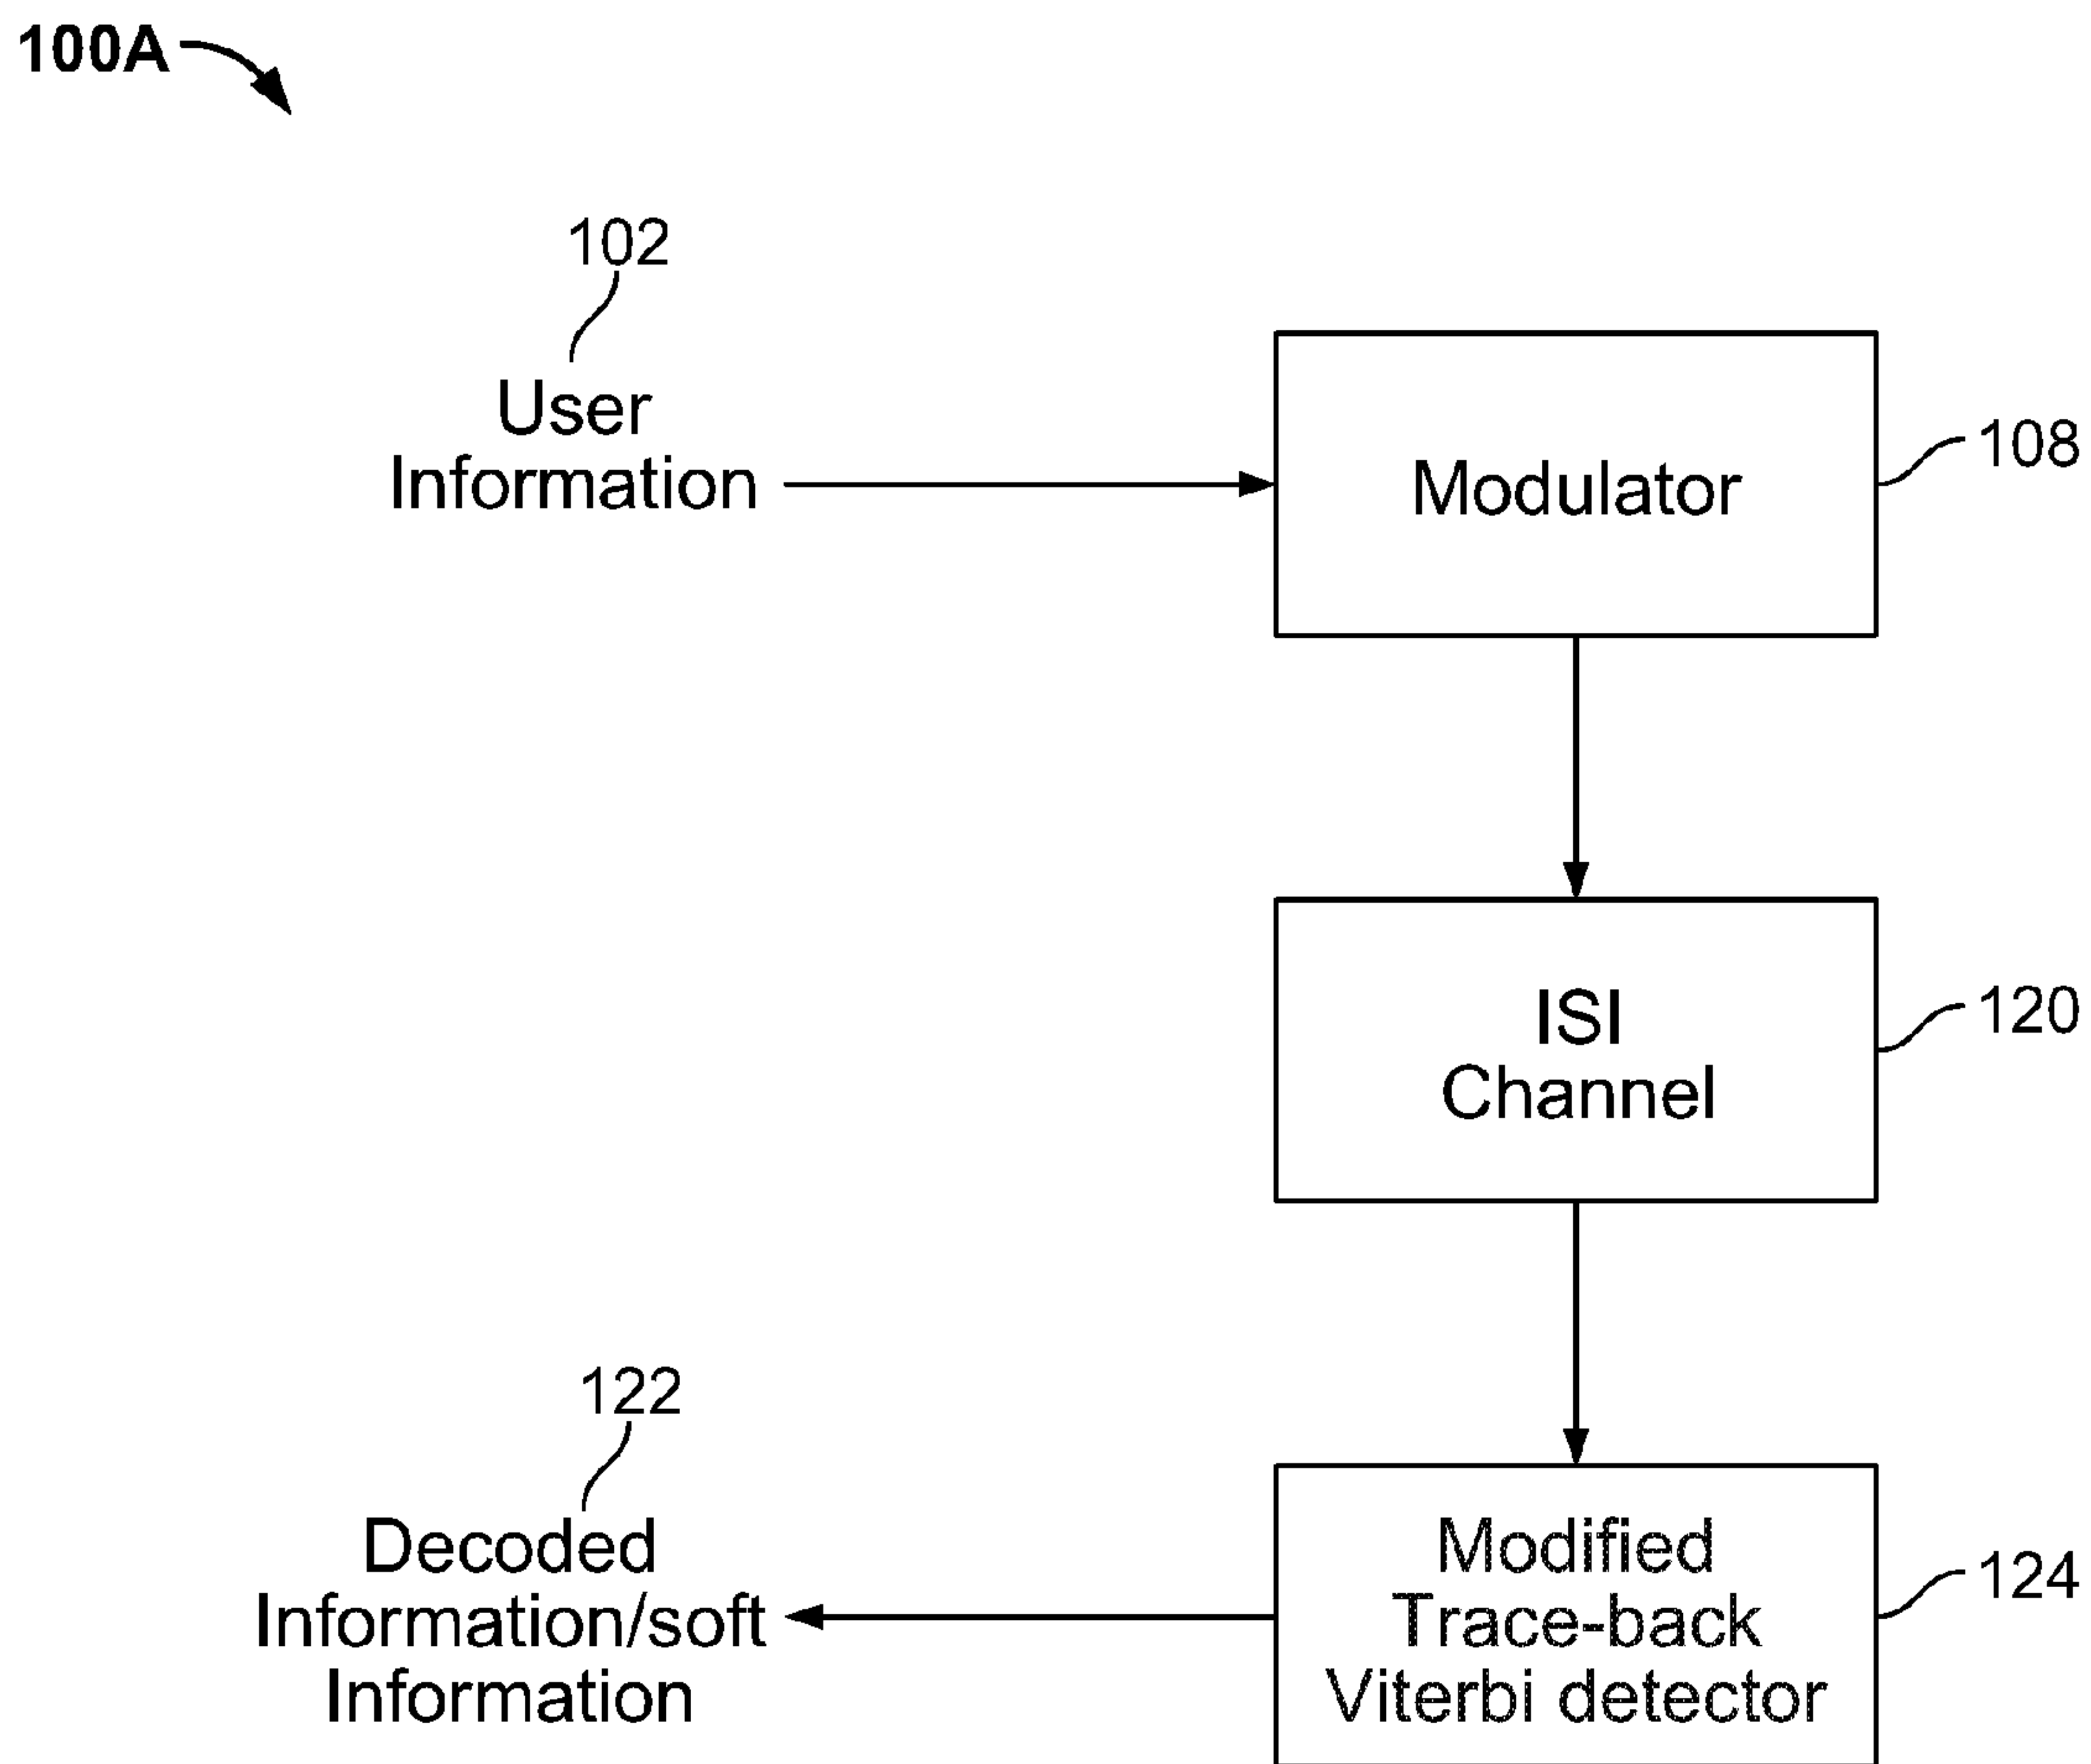 100A
102
User
Information
Modulator
108
ISI
Channel
120
122
Decoded
Information/soft
Information
Modified
Trace-back
Viterbi detector
124